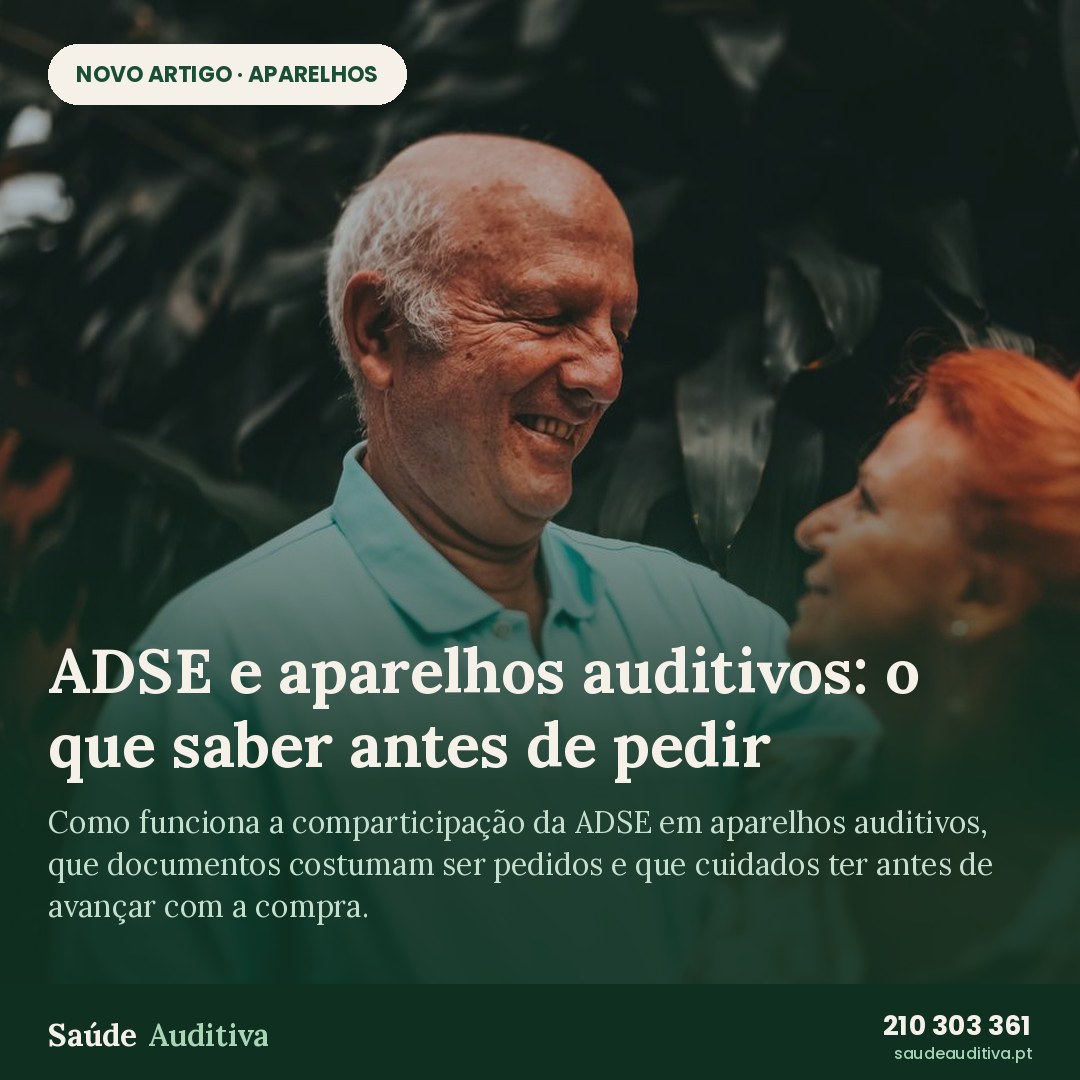 NOVO ARTIGO · APARELHOS
ADSE e aparelhos auditivos: o
que saber antes de pedir
Como funciona a comparticipação da ADSE em aparelhos auditivos,
que documentos costumam ser pedidos e que cuidados ter antes de
avançar com a compra.
Saúde Auditiva
210 303 361
saudeauditiva.pt